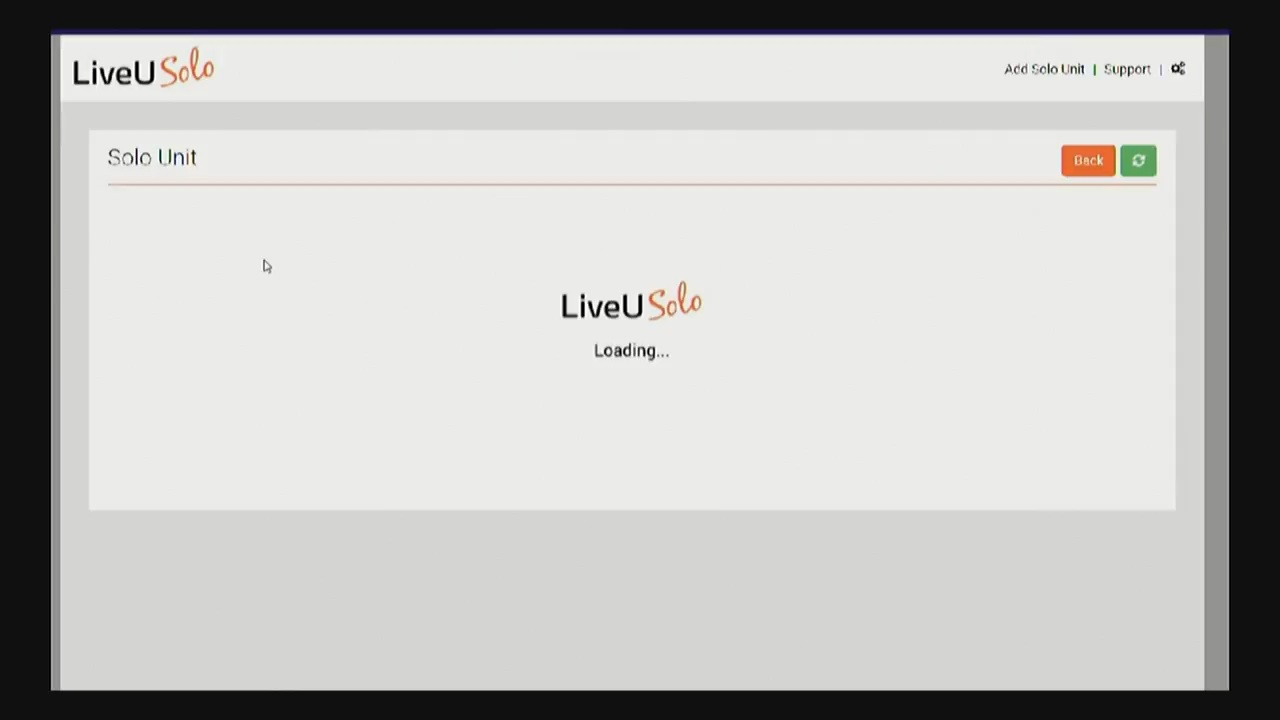 LiveU Solo
Add Solo Unit | Support |
Solo Unit
Back
LiveU Solo
Loading...